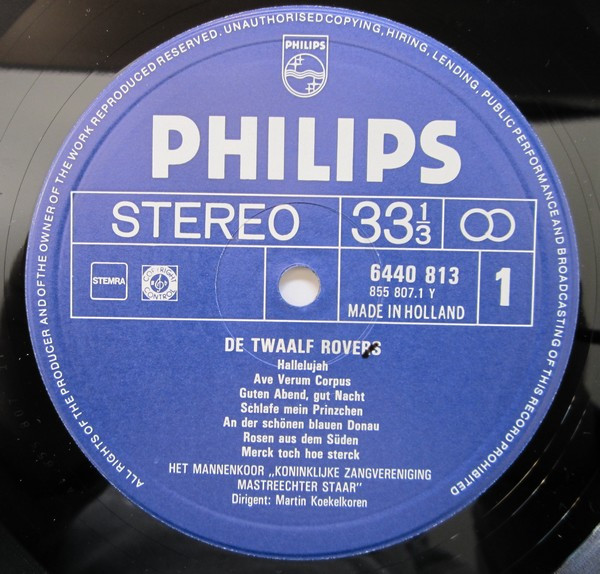 ALL RIGHTS OF THE PRODUCER AND OF THE OWNER OF THE WORK REPRODUCED RESERVED. UNAUTHORISED COPYING, HIRING, LENDING, PUBLIC PERFORMANCE AND BROADCASTING OF THIS RECORD PROHIBITED
PHILIPS
PHILIPS
STEREO 33 1/3
STEMRA COPYRIGHT CONTROL 6440 813 1
855 807.1 Y
MADE IN HOLLAND
DE TWAALF ROVERS
Hallelujah
Ave Verum Corpus
Guten Abend, gut Nacht
Schlafe mein Prinzchen
An der schönen blauen Donau
Rosen aus dem Süden
Merck toch hoe sterck
HET MANNENKOOR „KONINKLIJKE ZANGVERENIGING
MASTREECHTER STAAR"
Dirigent: Martin Koekelkoren